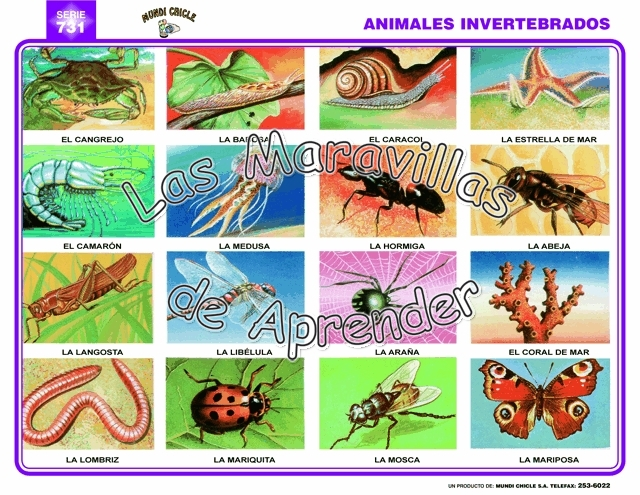 SERIE
731
MUNDI CHICLE
ANIMALES INVERTEBRADOS
EL CANGREJO
LA BABOSA
EL CARACOL
LA ESTRELLA DE MAR
Las Maravillas
EL CAMARÓN
LA MEDUSA
LA HORMIGA
LA ABEJA
de Aprender
LA LANGOSTA
LA LIBÉLULA
LA ARAÑA
EL CORAL DE MAR
LA LOMBRIZ
LA MARIQUITA
LA MOSCA
LA MARIPOSA
UN PRODUCTO DE: MUNDI CHICLE S.A. TELEFAX: 253-6022